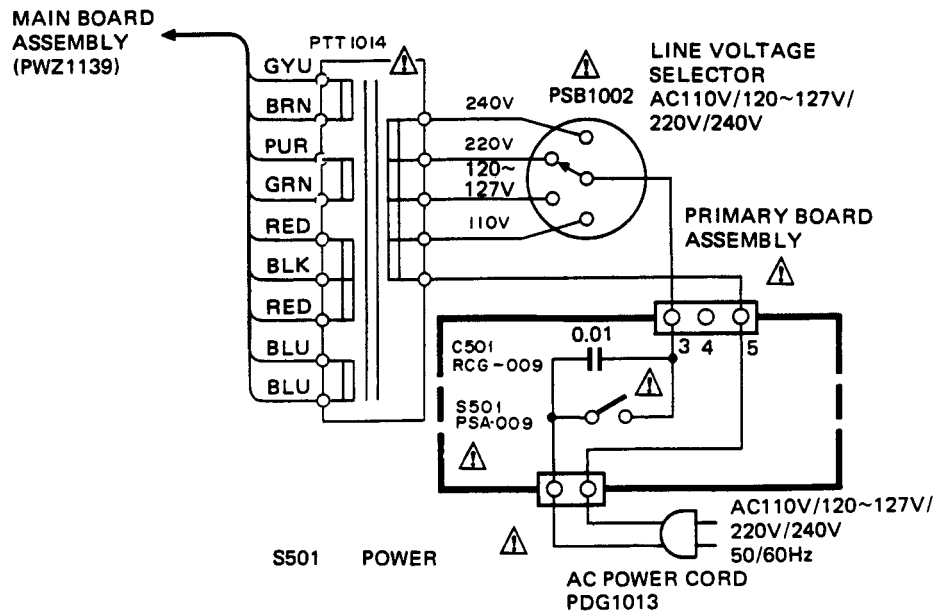 MAIN BOARD
ASSEMBLY
(PWZ1139)
PTT1014
GYU
BRN
PUR
GRN
RED
BLK
RED
BLU
BLU
240V
220V
120~
127V
110V
PSB1002
LINE VOLTAGE
SELECTOR
AC110V/120~127V/
220V/240V
PRIMARY BOARD
ASSEMBLY
3 4 5
0.01
C501
RCG-009
S501
PSA-009
S501 POWER
AC110V/120~127V/
220V/240V
50/60Hz
AC POWER CORD
PDG1013